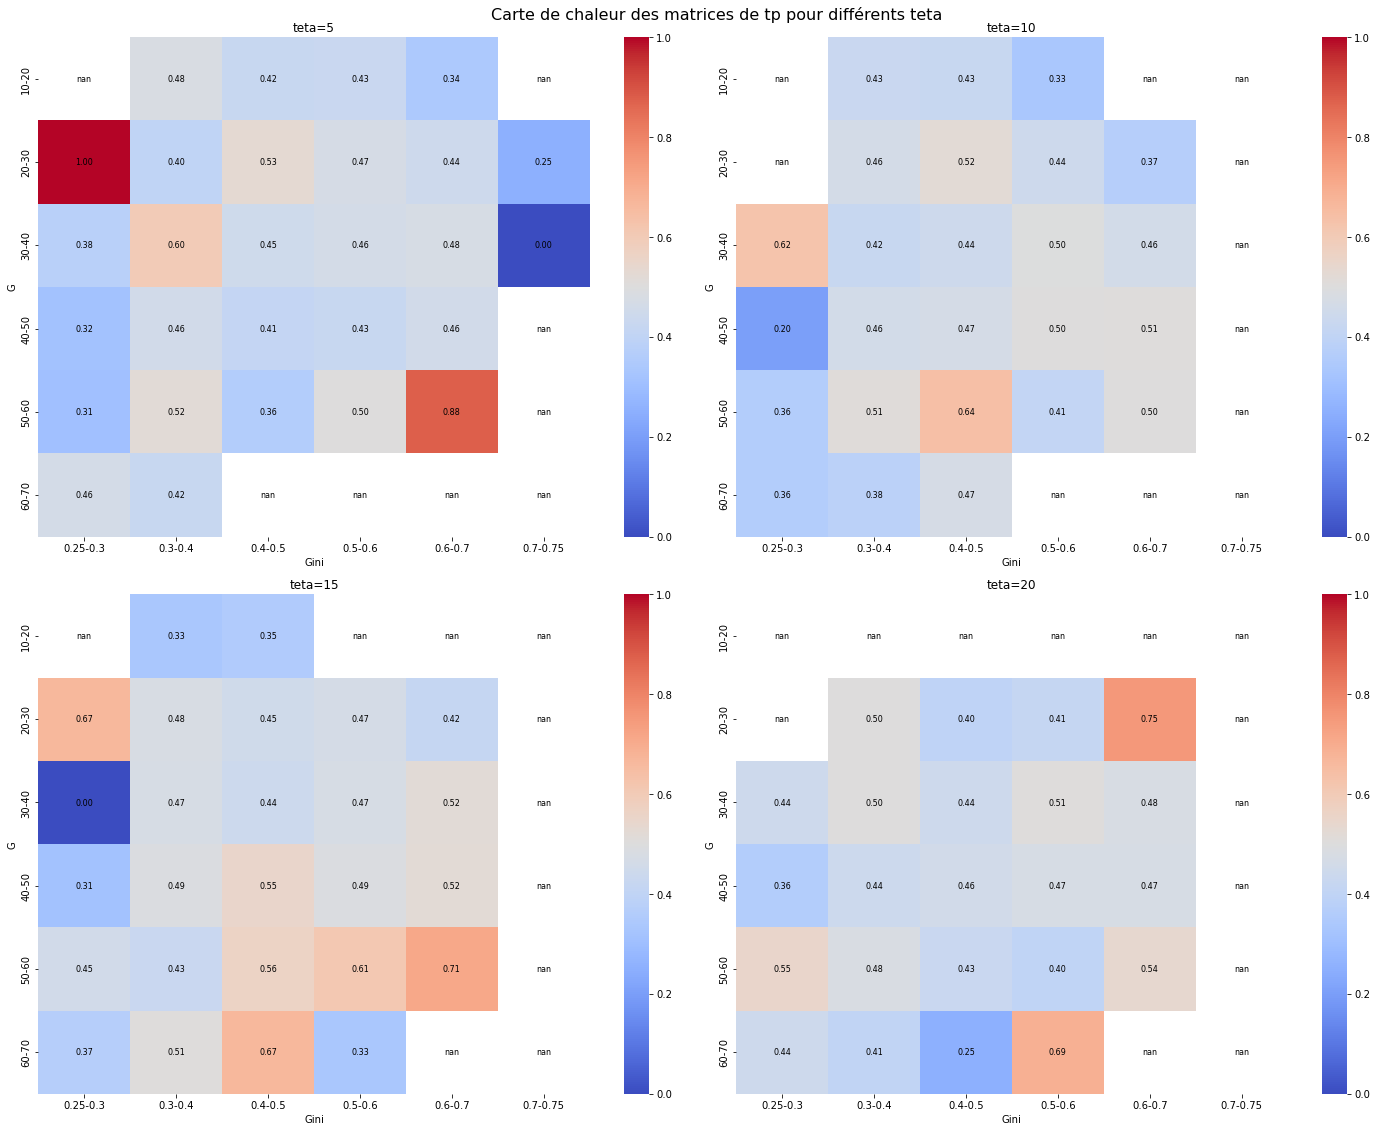 Carte de chaleur des matrices de tp pour différents teta
teta=5
10-20 nan 0.48 0.42 0.43 0.34 nan
20-30 1.00 0.40 0.53 0.47 0.44 0.25
30-40 0.38 0.60 0.45 0.46 0.48 0.00
40-50 0.32 0.46 0.41 0.43 0.46 nan
50-60 0.31 0.52 0.36 0.50 0.88 nan
60-70 0.46 0.42 nan nan nan nan
G
0.25-0.3 0.3-0.4 0.4-0.5 0.5-0.6 0.6-0.7 0.7-0.75
Gini
1.0
0.8
0.6
0.4
0.2
0.0
teta=10
10-20 nan 0.43 0.43 0.33 nan nan
20-30 nan 0.46 0.52 0.44 0.37 nan
30-40 0.62 0.42 0.44 0.50 0.46 nan
40-50 0.20 0.46 0.47 0.50 0.51 nan
50-60 0.36 0.51 0.64 0.41 0.50 nan
60-70 0.36 0.38 0.47 nan nan nan
G
0.25-0.3 0.3-0.4 0.4-0.5 0.5-0.6 0.6-0.7 0.7-0.75
Gini
1.0
0.8
0.6
0.4
0.2
0.0
teta=15
10-20 nan 0.33 0.35 nan nan nan
20-30 0.67 0.48 0.45 0.47 0.42 nan
30-40 0.00 0.47 0.44 0.47 0.52 nan
40-50 0.31 0.49 0.55 0.49 0.52 nan
50-60 0.45 0.43 0.56 0.61 0.71 nan
60-70 0.37 0.51 0.67 0.33 nan nan
G
0.25-0.3 0.3-0.4 0.4-0.5 0.5-0.6 0.6-0.7 0.7-0.75
Gini
1.0
0.8
0.6
0.4
0.2
0.0
teta=20
10-20 nan nan nan nan nan nan
20-30 nan 0.50 0.40 0.41 0.75 nan
30-40 0.44 0.50 0.44 0.51 0.48 nan
40-50 0.36 0.44 0.46 0.47 0.47 nan
50-60 0.55 0.48 0.43 0.40 0.54 nan
60-70 0.44 0.41 0.25 0.69 nan nan
G
0.25-0.3 0.3-0.4 0.4-0.5 0.5-0.6 0.6-0.7 0.7-0.75
Gini
1.0
0.8
0.6
0.4
0.2
0.0